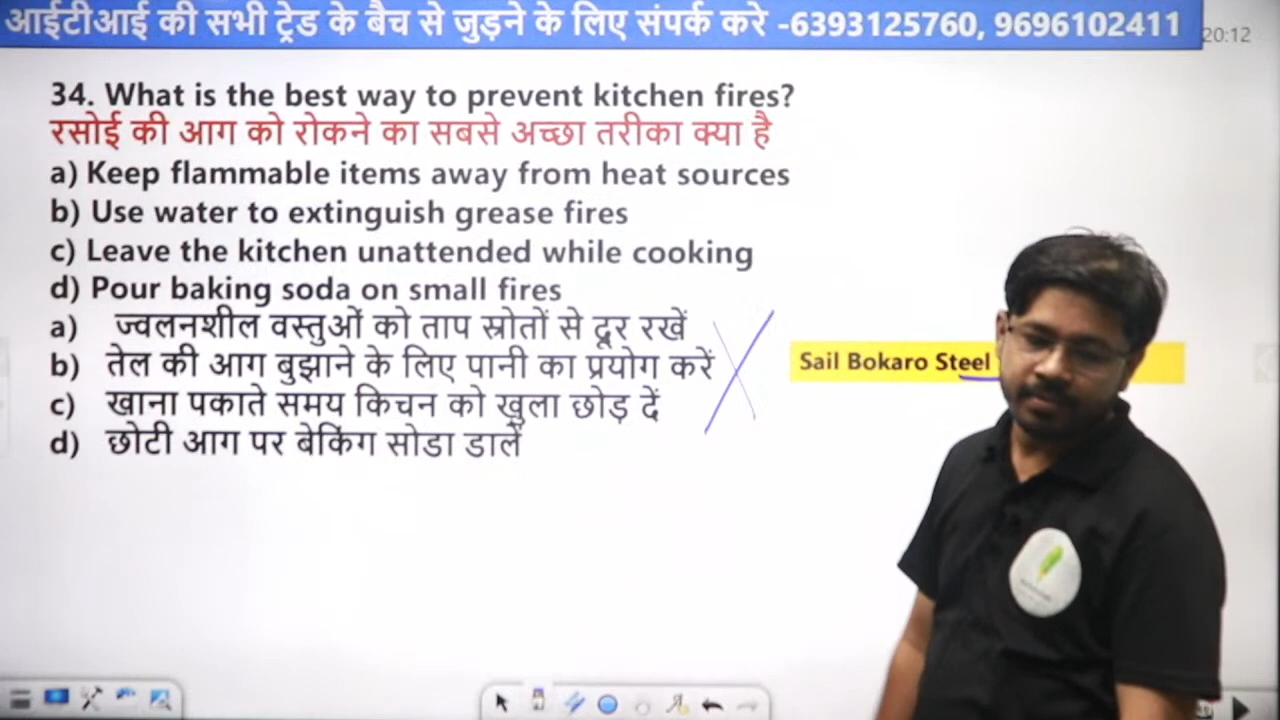 आईटीआई की सभी ट्रेड के बैच से जुड़ने के लिए संपर्क करे -6393125760, 9696102411
20:12
34. What is the best way to prevent kitchen fires?
रसोई की आग को रोकने का सबसे अच्छा तरीका क्या है
a) Keep flammable items away from heat sources
b) Use water to extinguish grease fires
c) Leave the kitchen unattended while cooking
d) Pour baking soda on small fires
a) ज्वलनशील वस्तुओं को ताप स्रोतों से दूर रखें
b) तेल की आग बुझाने के लिए पानी का प्रयोग करें
c) खाना पकाते समय किचन को खुला छोड़ दें
d) छोटी आग पर बेकिंग सोडा डालें
Sail Bokaro Steel